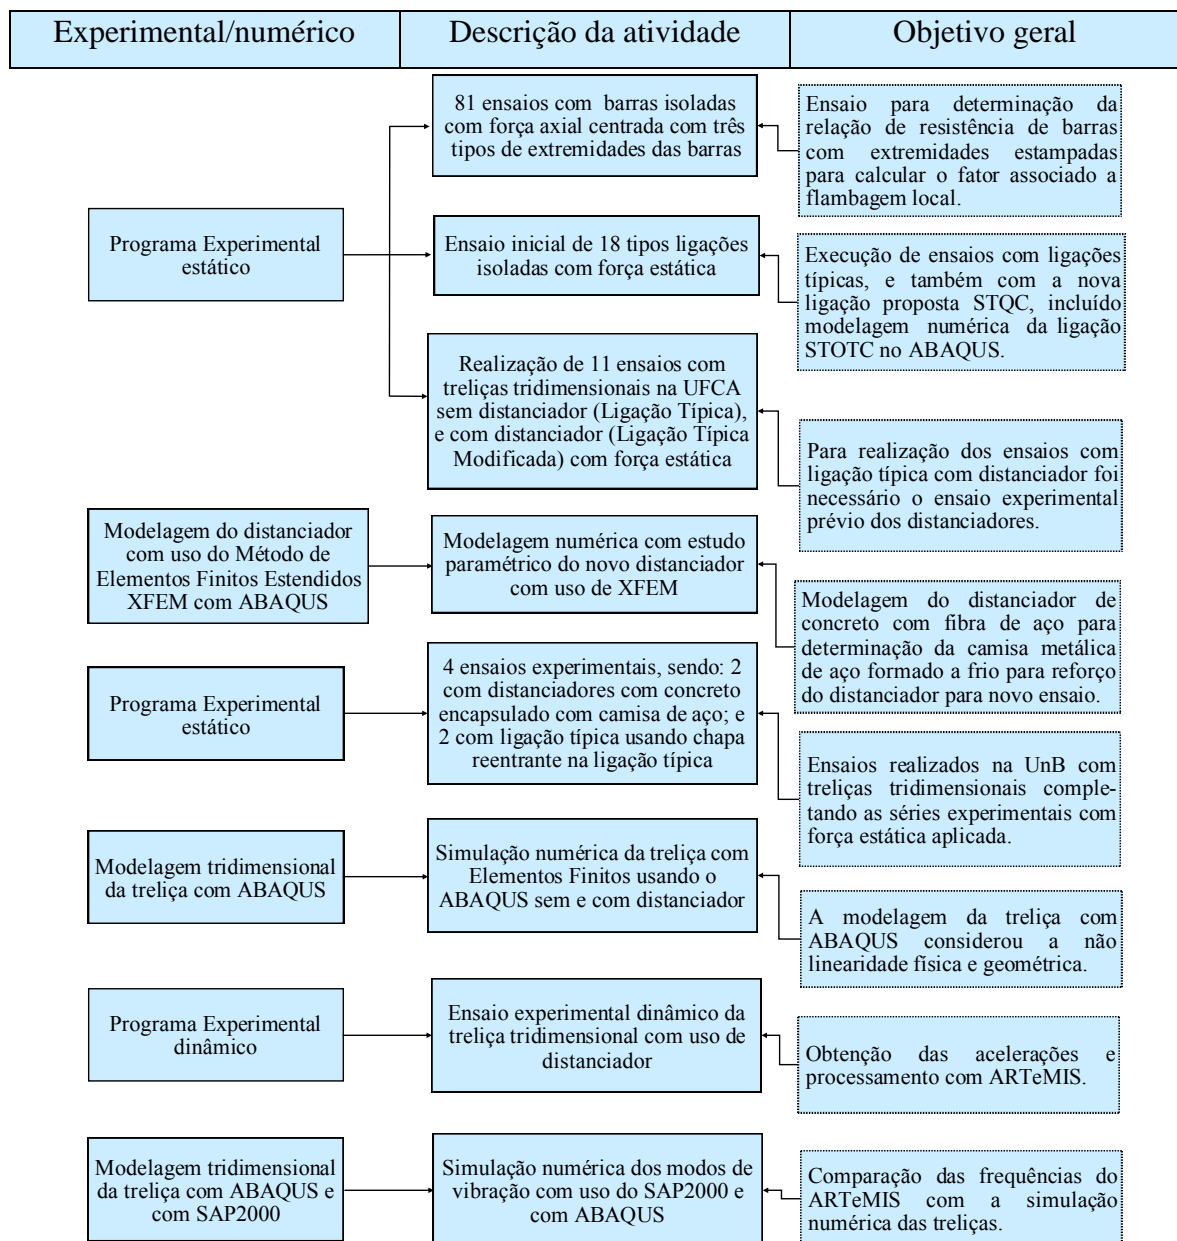 Experimental/numérico
Descrição da atividade
Objetivo geral
81 ensaios com barras isoladas
com força axial centrada com três
tipos de extremidades das barras
Ensaio para determinação da
relação de resistência de barras
com extremidades estampadas
para calcular o fator associado a
flambagem local.
Programa Experimental
estático
Ensaio inicial de 18 tipos ligações
isoladas com força estática
Execução de ensaios com ligações
típicas, e também com a nova
ligação proposta STQC, incluído
modelagem numérica da ligação
STOTC no ABAQUS.
Realização de 11 ensaios com
treliças tridimensionais na UFCA
sem distanciador (Ligação Típica),
e com distanciador (Ligação Típica
Modificada) com força estática
Para realização dos ensaios com
ligação típica com distanciador foi
necessário o ensaio experimental
prévio dos distanciadores.
Modelagem do distanciador
com uso do Método de
Elementos Finitos Estendidos
XFEM com ABAQUS
Modelagem numérica com estudo
paramétrico do novo distanciador
com uso de XFEM
Modelagem do distanciador de
concreto com fibra de aço para
determinação da camisa metálica
de aço formado a frio para reforço
do distanciador para novo ensaio.
Programa Experimental
estático
4 ensaios experimentais, sendo: 2
com distanciadores com concreto
encapsulado com camisa de aço; e
2 com ligação típica usando chapa
reentrante na ligação típica
Ensaios realizados na UnB com
treliças tridimensionais comple-
tando as séries experimentais com
força estática aplicada.
Modelagem tridimensional
da treliça com ABAQUS
Simulação numérica da treliça com
Elementos Finitos usando o
ABAQUS sem e com distanciador
A modelagem da treliça com
ABAQUS considerou a não
linearidade física e geométrica.
Programa Experimental
dinâmico
Ensaio experimental dinâmico da
treliça tridimensional com uso de
distanciador
Obtenção das acelerações e
processamento com ARTeMIS.
Modelagem tridimensional
da treliça com ABAQUS e
com SAP2000
Simulação numérica dos modos de
vibração com uso do SAP2000 e
com ABAQUS
Comparação das frequências do
ARTeMIS com a simulação
numérica das treliças.